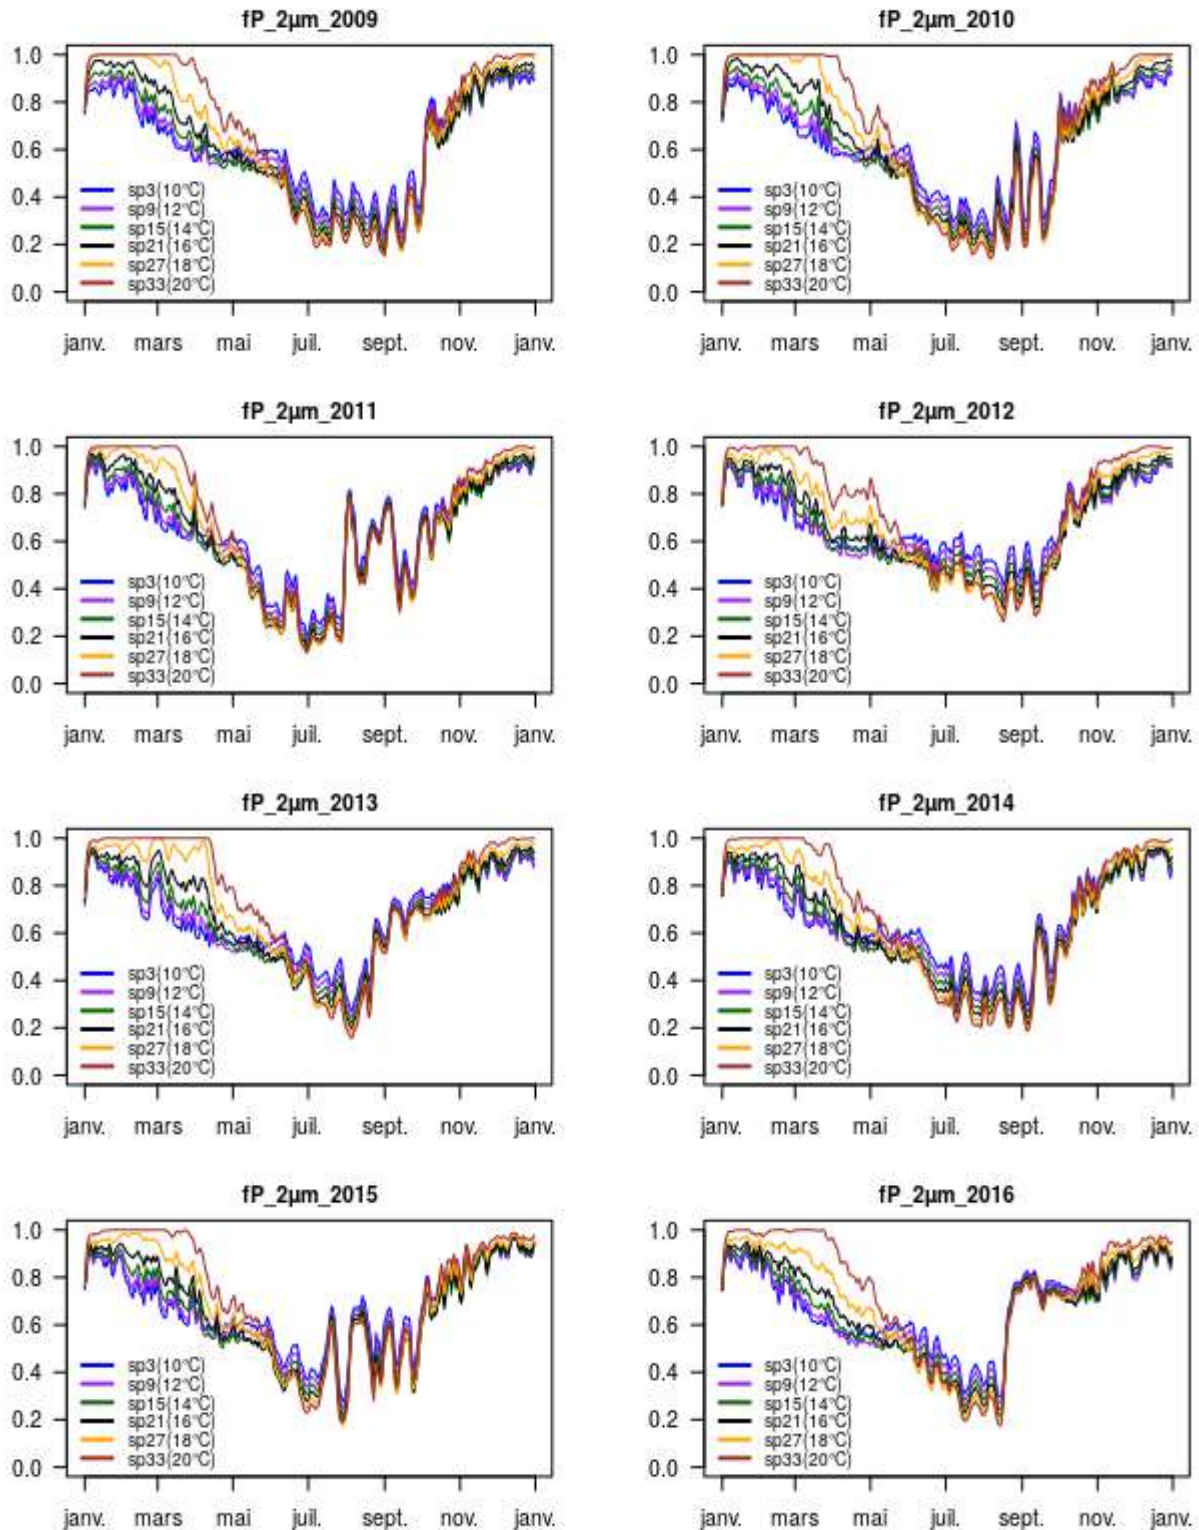 fP_2µm_2009
1.0
0.8
0.6
0.4
0.2
0.0
sp3(10°C)
sp9(12°C)
sp15(14°C)
sp21(16°C)
sp27(18°C)
sp33(20°C)
janv. mars mai juil. sept. nov. janv.
fP_2µm_2010
1.0
0.8
0.6
0.4
0.2
0.0
sp3(10°C)
sp9(12°C)
sp15(14°C)
sp21(16°C)
sp27(18°C)
sp33(20°C)
janv. mars mai juil. sept. nov. janv.
fP_2µm_2011
1.0
0.8
0.6
0.4
0.2
0.0
sp3(10°C)
sp9(12°C)
sp15(14°C)
sp21(16°C)
sp27(18°C)
sp33(20°C)
janv. mars mai juil. sept. nov. janv.
fP_2µm_2012
1.0
0.8
0.6
0.4
0.2
0.0
sp3(10°C)
sp9(12°C)
sp15(14°C)
sp21(16°C)
sp27(18°C)
sp33(20°C)
janv. mars mai juil. sept. nov. janv.
fP_2µm_2013
1.0
0.8
0.6
0.4
0.2
0.0
sp3(10°C)
sp9(12°C)
sp15(14°C)
sp21(16°C)
sp27(18°C)
sp33(20°C)
janv. mars mai juil. sept. nov. janv.
fP_2µm_2014
1.0
0.8
0.6
0.4
0.2
0.0
sp3(10°C)
sp9(12°C)
sp15(14°C)
sp21(16°C)
sp27(18°C)
sp33(20°C)
janv. mars mai juil. sept. nov. janv.
fP_2µm_2015
1.0
0.8
0.6
0.4
0.2
0.0
sp3(10°C)
sp9(12°C)
sp15(14°C)
sp21(16°C)
sp27(18°C)
sp33(20°C)
janv. mars mai juil. sept. nov. janv.
fP_2µm_2016
1.0
0.8
0.6
0.4
0.2
0.0
sp3(10°C)
sp9(12°C)
sp15(14°C)
sp21(16°C)
sp27(18°C)
sp33(20°C)
janv. mars mai juil. sept. nov. janv.